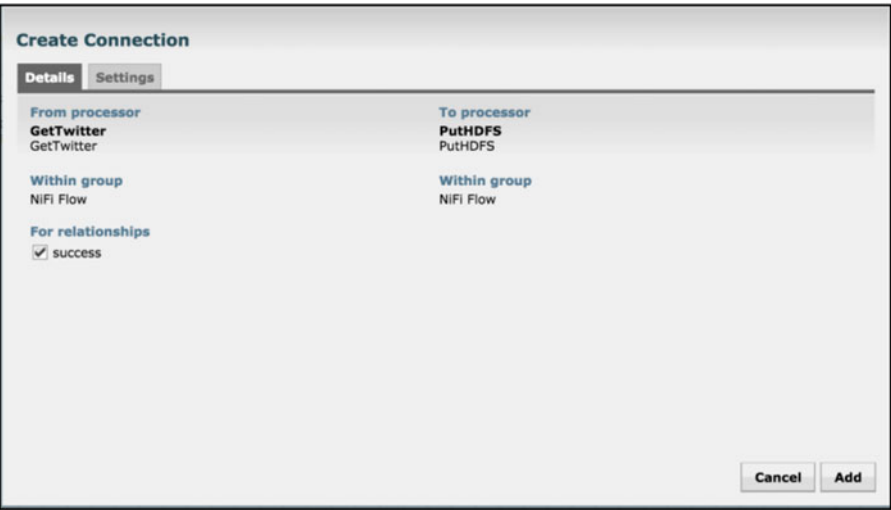 Create Connection
Details Settings
From processor To processor
GetTwitter PutHDFS
GetTwitter PutHDFS
Within group Within group
NiFi Flow NiFi Flow
For relationships
success
Cancel Add